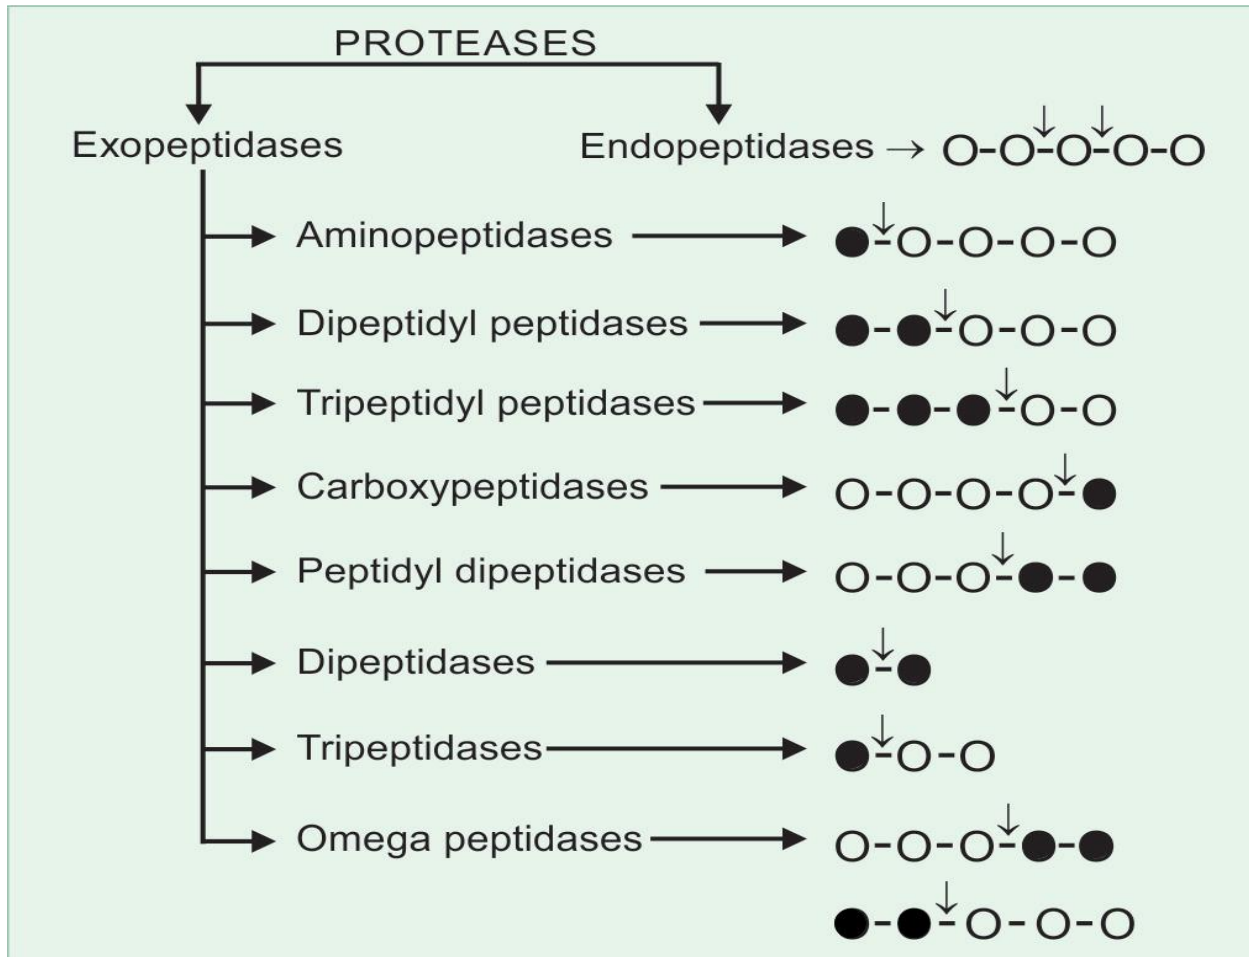 PROTEASES
Exopeptidases
Endopeptidases
Aminopeptidases
Dipeptidyl peptidases
Tripeptidyl peptidases
Carboxypeptidases
Peptidyl dipeptidases
Dipeptidases
Tripeptidases
Omega peptidases